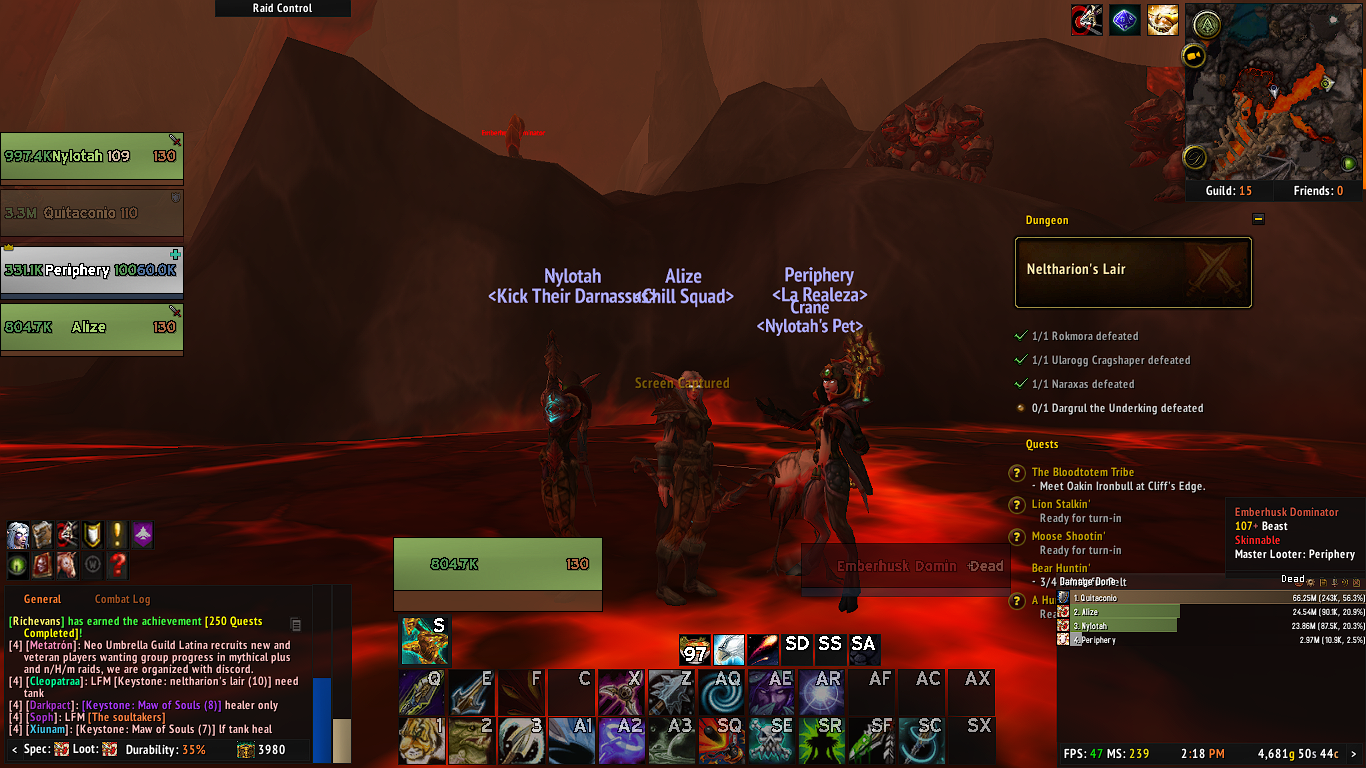 Raid Control
997.4K Nylotah 109 130
3.3M Quitaconio 110
331.1K Periphery 100 60.0K
804.7K Alize 130
Guild: 15 Friends: 0
Dungeon
Neltharion's Lair
1/1 Rokmora defeated
1/1 Ularogg Cragshaper defeated
1/1 Naraxas defeated
0/1 Dargrul the Underking defeated
Quests
The Bloodtotem Tribe
- Meet Oakin Ironbull at Cliff's Edge.
Lion Stalkin'
Ready for turn-in
Moose Shootin'
Ready for turn-in
Bear Huntin'
- 3/4
Nylotah
<Kick Their Darnassus>
Alize
<Chill Squad>
Periphery
<La Realeza>
Crane
<Nylotah's Pet>
Screen Captured
Emberhusk Dominator
107+ Beast
Skinnable
Master Looter: Periphery
Dead
Damage Done
1. Quitaconio 66.25M (243K, 56.3%)
2. Alize 24.54M (90.1K, 20.9%)
3. Nylotah 23.86M (87.5K, 20.3%)
4. Periphery 2.97M (10.9K, 2.5%)
804.7K 130
Emberhusk Domin Dead
General Combat Log
[Richevans] has earned the achievement [250 Quests
Completed]!
[4] [Metatrón]: Neo Umbrella Guild Latina recruits new and
veteran players wanting group progress in mythical plus
and n/H/m raids, we are organized with discord.
[4] [Cleopatraa]: LFM [Keystone: neltharion's lair (10)] need
tank
[4] [Darkpact]: [Keystone: Maw of Souls (8)] healer only
[4] [Soph]: LFM [The soultakers]
[4] [Xiunam]: [Keystone: Maw of Souls (7)] lf tank heal
< Spec: Loot: Durability: 35% 3980
S
97 SD SS SA
Q E F C X Z AQ AE AR AF AC AX
1 2 3 A1 A2 A3 SQ SE SR SF SC SX
FPS: 47 MS: 239 2:18 PM 4,681g 50s 44c >